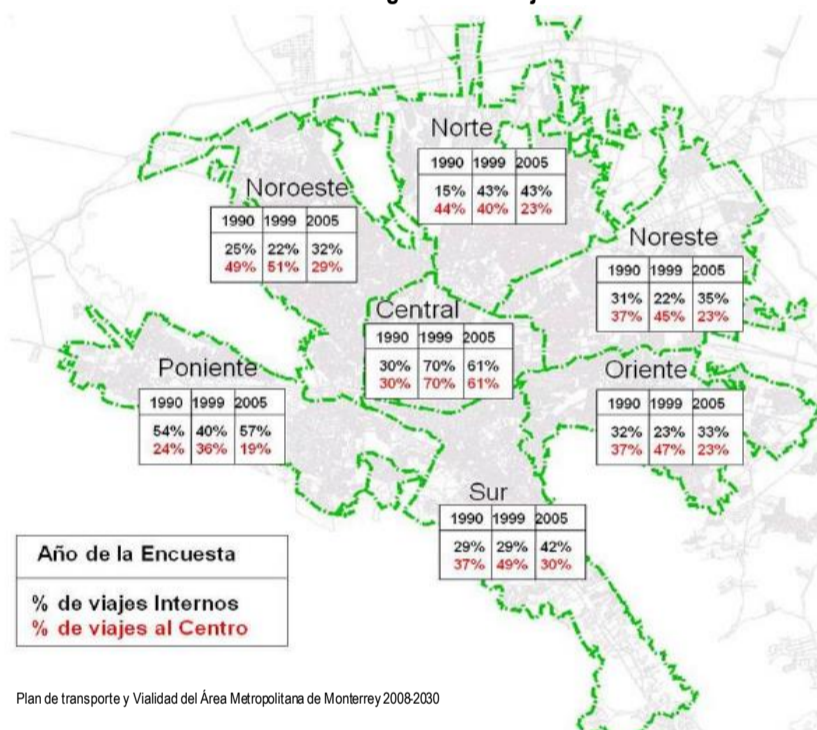 Norte
1990 1999 2005
15% 43% 43%
44% 40% 23%
Noroeste
1990 1999 2005
25% 22% 32%
49% 51% 29%
Noreste
1990 1999 2005
31% 22% 35%
37% 45% 23%
Central
1990 1999 2005
30% 70% 61%
30% 70% 61%
Poniente
1990 1999 2005
54% 40% 57%
24% 36% 19%
Oriente
1990 1999 2005
32% 23% 33%
37% 47% 23%
Sur
1990 1999 2005
29% 29% 42%
37% 49% 30%
Año de la Encuesta
% de viajes Internos
% de viajes al Centro
Plan de transporte y Vialidad del Área Metropolitana de Monterrey 2008-2030